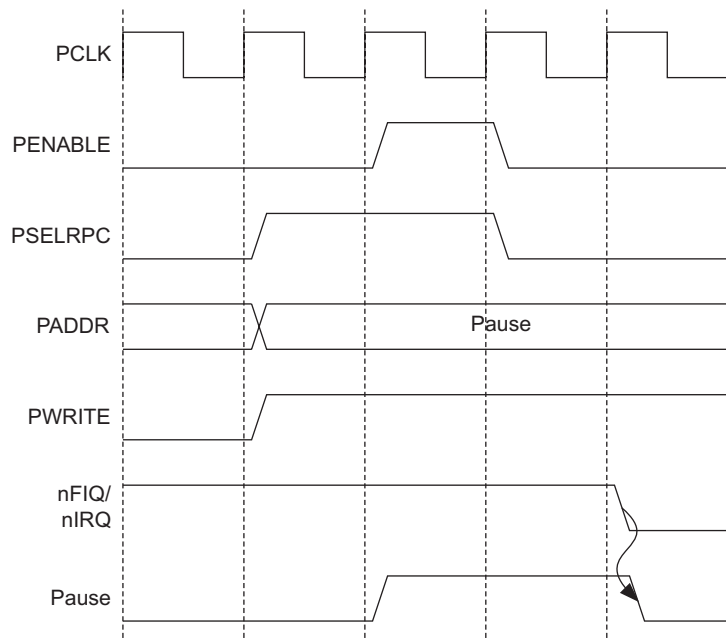 PCLK
PENABLE
PSELRPC
PADDR
Pause
PWRITE
nFIQ/
nIRQ
Pause